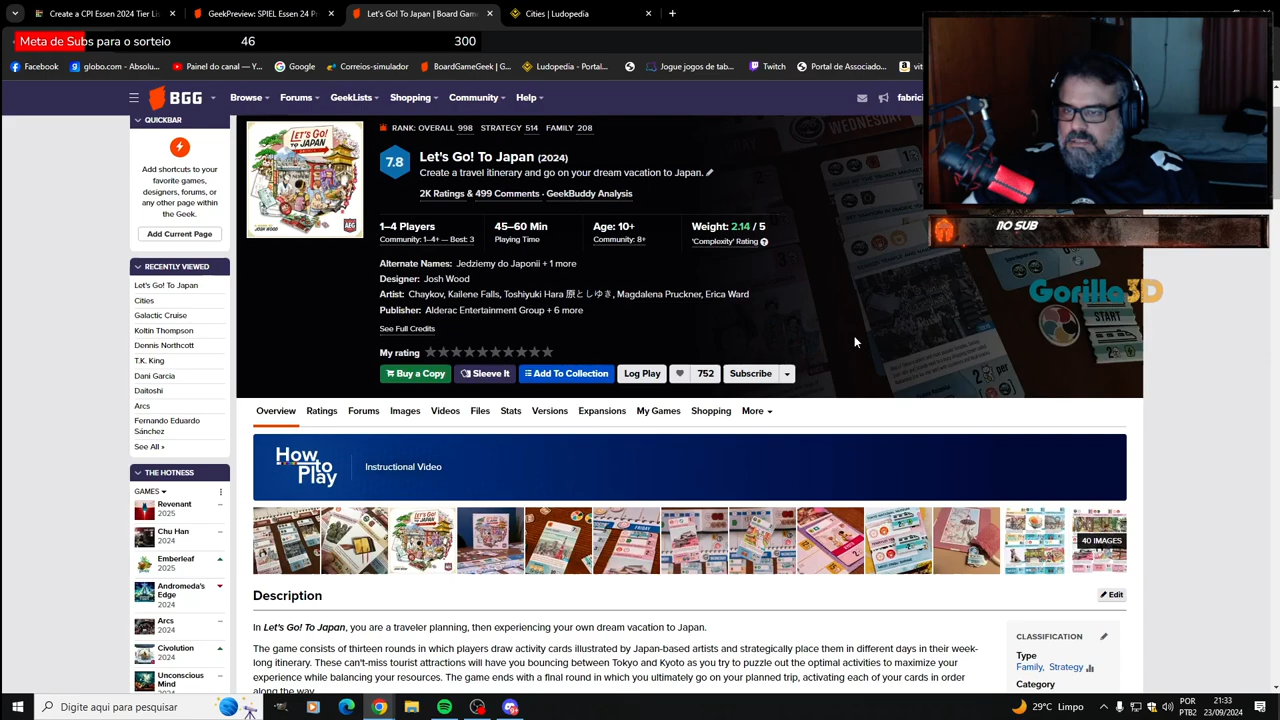 Create a CPI Essen 2024 Tier Lis
GeekPreview: SPIEL Essen 24 Pr
Let's Go! To Japan | Board Gam
Cities | Ludopedia
Meta de Subs para o sorteio 46 300
Facebook
globo.com - Absolu...
Painel do canal — Y...
Google
Correios-simulador
BoardGameGeek | G...
Ludopedia - Portal...
Jogue jogos de tab...
Twitch
Portal de Associado...
BGG
Browse
Forums
GeekLists
Shopping
Community
Help
fabrici
QUICKBAR
Add shortcuts to your
favorite games,
designers, forums, or
any other page within
the Geek.
Add Current Page
RECENTLY VIEWED
Let's Go! To Japan
Cities
Galactic Cruise
Koltin Thompson
Dennis Northcott
T.K. King
Dani Garcia
Daitoshi
Arcs
Fernando Eduardo
Sánchez
See All »
THE HOTNESS
GAMES
Revenant
2025
Chu Han
2024
Emberleaf
2025
Andromeda's
Edge
2024
Arcs
2024
Civolution
2024
Unconscious
Mind
2024
LET'S GO!
TO JAPAN
AEG
RANK: OVERALL 998 STRATEGY 514 FAMILY 208
7.8
Let's Go! To Japan (2024)
Create a travel itinerary and go on your dream vacation to Japan.
2K Ratings & 499 Comments · GeekBuddy Analysis
1–4 Players
Community: 1–4+ — Best: 3
45–60 Min
Playing Time
Age: 10+
Community: 8+
Weight: 2.14 / 5
'Complexity' Rating
Alternate Names: Jedziemy do Japonii + 1 more
Designer: Josh Wood
Artist: Chaykov, Kailene Falls, Toshiyuki Hara 原としゆき, Magdalena Pruckner, Erica Ward
Publisher: Alderac Entertainment Group + 6 more
See Full Credits
My rating
Buy a Copy
Sleeve It
Add To Collection
Log Play
752
Subscribe
WEDNESDAY
START
NO SUB
Gorilla3D
Overview
Ratings
Forums
Images
Videos
Files
Stats
Versions
Expansions
My Games
Shopping
More
How to Play
Instructional Video
FRIDAY
40 IMAGES
Description
Edit
In Let's Go! To Japan, you are a traveler planning, then experiencing your own dream vacation to Japan.
The game consists of thirteen rounds in which players draw activity cards illustrated by Japan-based artists and strategically place them in different days in their week-
long itinerary. These can't-miss tourist attractions will have you bouncing between Tokyo and Kyoto as you try to puzzle out the optimal activities to maximize your
experience while balancing your resources. The game ends with a final round in which you ultimately go on your planned trip, activating each of your cards in order
along the way.
CLASSIFICATION
Type
Family, Strategy
Category
Digite aqui para pesquisar
29°C Limpo
POR
PTB2
21:33
23/09/2024